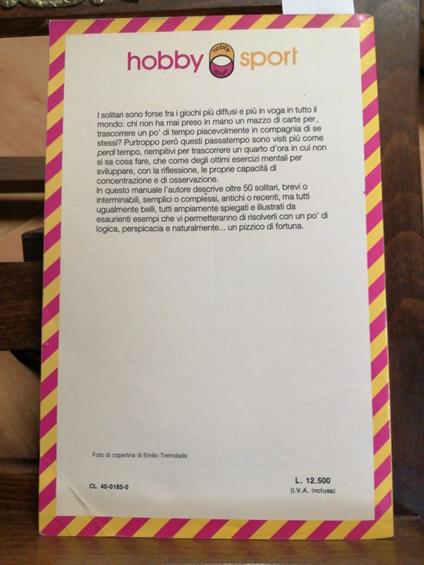 hobby sport
I solitari sono forse fra i giochi più diffusi e più in voga in tutto il
mondo: chi non ha mai preso in mano un mazzo di carte per,
trascorrere un po' di tempo piacevolmente in compagnia di se
stessi? Purtroppo però questi passatempo sono visti più come
perdi tempo, riempitivi per trascorrere un quarto d'ora in cui non
si sa cosa fare, che come degli ottimi esercizi mentali per
sviluppare, con la riflessione, le proprie capacità di
concentrazione e di osservazione.
In questo manuale l'autore descrive oltre 50 solitari, brevi o
interminabili, semplici o complessi, antichi o recenti, ma tutti
ugualmente belli, tutti ampiamente spiegati e illustrati da
esaurienti esempi che vi permetteranno di risolverli con un po' di
logica, perspicacia e naturalmente... un pizzico di fortuna.
Foto di copertina di Emilio Tremolada
CL 40-0185-0
L. 12.500
(I.V.A. inclusa)